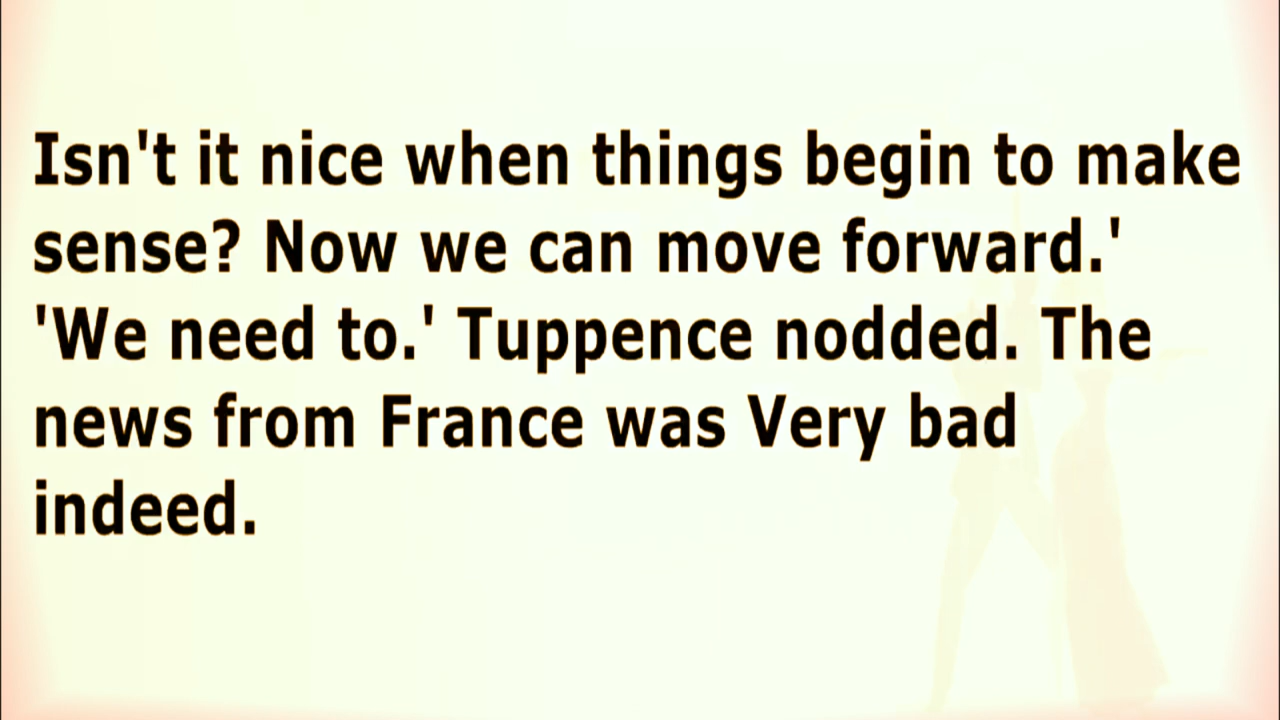 Isn't it nice when things begin to make
sense? Now we can move forward.'
'We need to.' Tuppence nodded. The
news from France was Very bad
indeed.